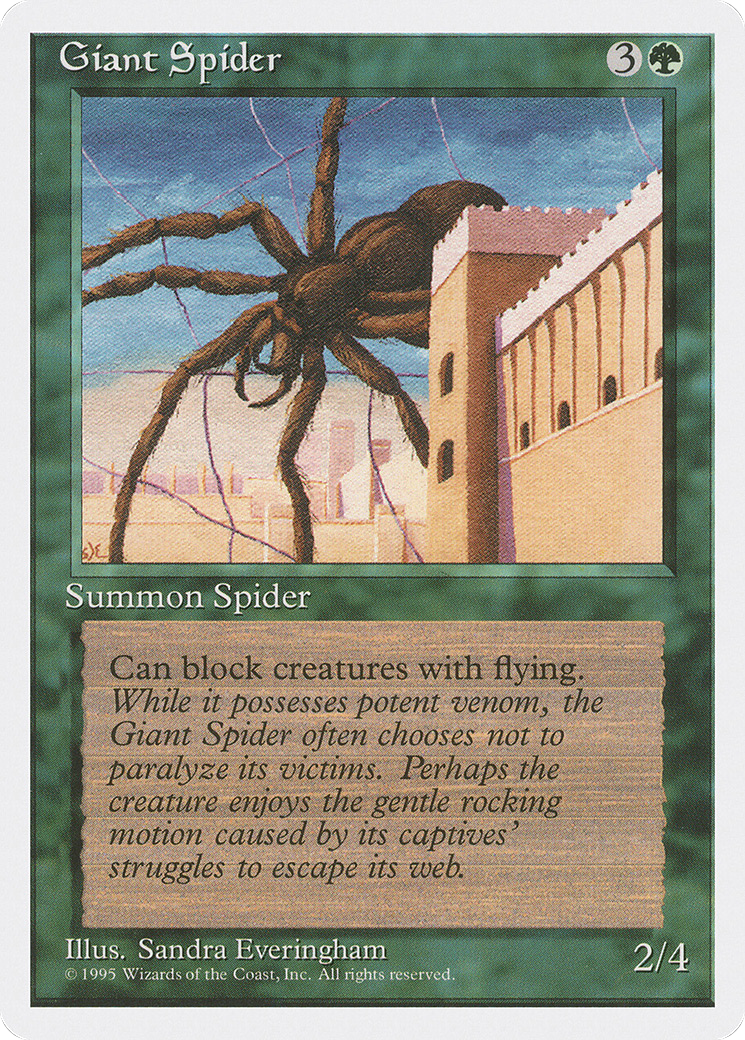 Giant Spider
3
Summon Spider
Can block creatures with flying.
While it possesses potent venom, the
Giant Spider often chooses not to
paralyze its victims. Perhaps the
creature enjoys the gentle rocking
motion caused by its captives'
struggles to escape its web.
Illus. Sandra Everingham
2/4
© 1995 Wizards of the Coast, Inc. All rights reserved.